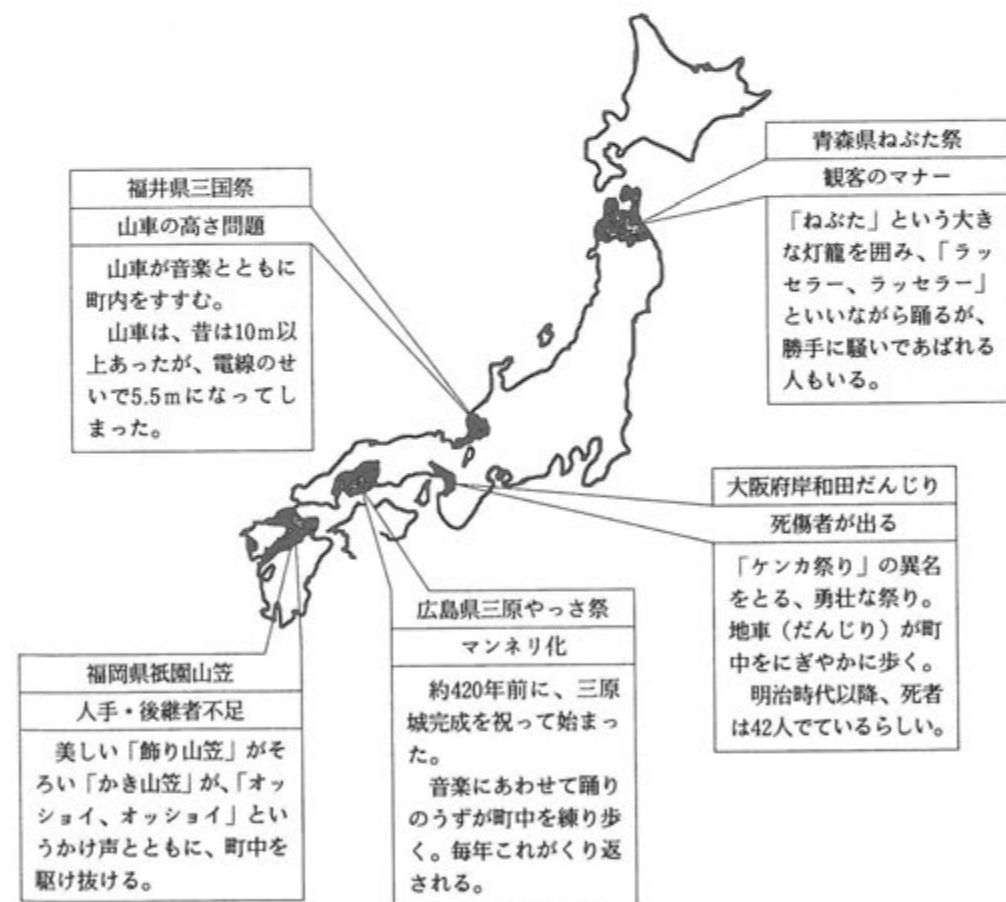 青森県ねぶた祭
観客のマナー
「ねぶた」という大き
な灯籠を囲み、「ラッ
セラー、ラッセラー」
といいながら踊るが、
勝手に騒いであばれる
人もいる。
福井県三国祭
山車の高さ問題
山車が音楽とともに
町内をすすむ。
山車は、昔は10m以
上あったが、電線のせ
いで5.5mになってし
まった。
大阪府岸和田だんじり
死傷者が出る
「ケンカ祭り」の異名
をとる、勇壮な祭り。
地車（だんじり）が町
中をにぎやかに歩く。
明治時代以降、死者
は42人でているらしい。
広島県三原やっさ祭
マンネリ化
約420年前に、三原
城完成を祝って始まっ
た。
音楽にあわせて踊り
のうずが町中を練り歩
く。毎年これがくり返
される。
福岡県祇園山笠
人手・後継者不足
美しい「飾り山笠」がそ
ろい「かき山笠」が、「オッ
ショイ、オッショイ」とい
うかけ声とともに、町中を
駆け抜ける。